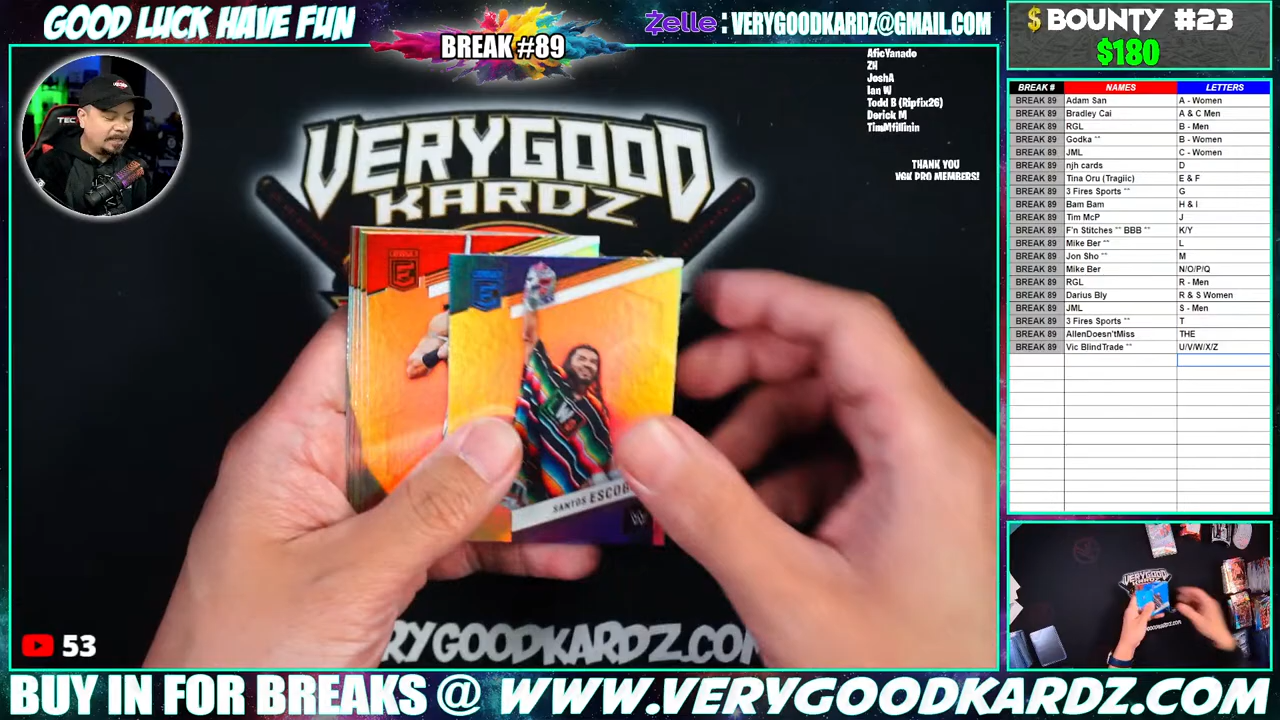 GOOD LUCK HAVE FUN
BREAK #89
Zelle : VERYGOODKARDZ@GMAIL.COM
$ BOUNTY #23
$180
AficYanado
ZH
JoshA
Ian W
Todd B (Ripfix26)
Derick M
TimMfillinin
THANK YOU
VGK PRO MEMBERS!
BREAK # NAMES LETTERS
BREAK 89 Adam San A - Women
BREAK 89 Bradley Cai A & C Men
BREAK 89 RGL B - Men
BREAK 89 Godka ** B - Women
BREAK 89 JML C - Women
BREAK 89 njh cards D
BREAK 89 Tina Oru (Tragiic) E & F
BREAK 89 3 Fires Sports ** G
BREAK 89 Bam Bam H & I
BREAK 89 Tim McP J
BREAK 89 F'n Stitches ** BBB ** K/Y
BREAK 89 Mike Ber ** L
BREAK 89 Jon Sho ** M
BREAK 89 Mike Ber N/O/P/Q
BREAK 89 RGL R - Men
BREAK 89 Darius Bly R & S Women
BREAK 89 JML S - Men
BREAK 89 3 Fires Sports ** T
BREAK 89 AllenDoesn'tMiss THE
BREAK 89 Vic BlindTrade ** U/V/W/X/Z
VERYGOOD
KARDZ
SANTOS ESCOB
53
ERYGOODKARDZ.COM
BUY IN FOR BREAKS @ WWW.VERYGOODKARDZ.COM